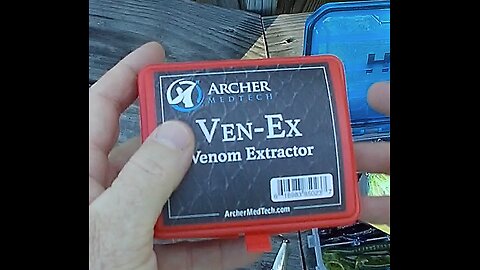 ARCHER
MEDTECH
VEN-EX
Venom Extractor
ArcherMedTech.com